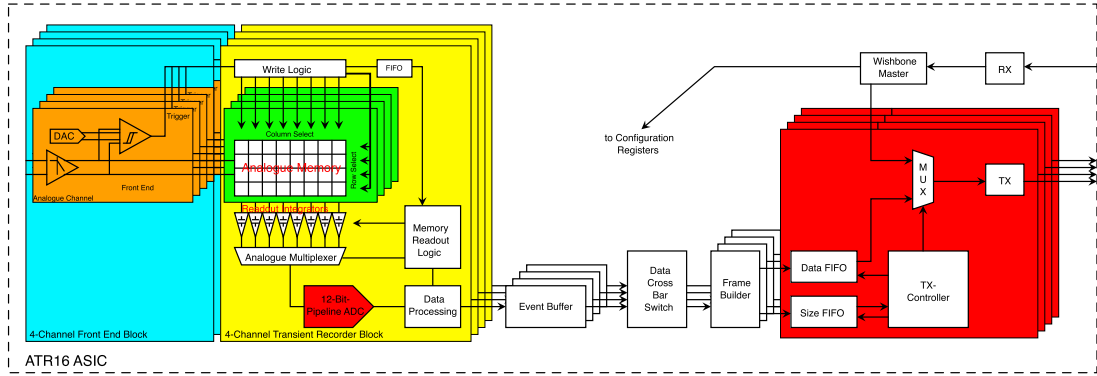 Write Logic
FIFO
Trigger
DAC
Column Select
Analogue Memory
Row Select
Front End
Analogue Channel
Readout Integrators
Memory
Readout
Logic
Analogue Multiplexer
12-Bit-
Pipeline ADC
Data
Processing
4-Channel Front End Block
4-Channel Transient Recorder Block
ATR16 ASIC
Event Buffer
Data
Cross
Bar
Switch
Frame
Builder
to Configuration
Registers
Wishbone
Master
RX
M
U
X
TX
Data FIFO
Size FIFO
TX-
Controller